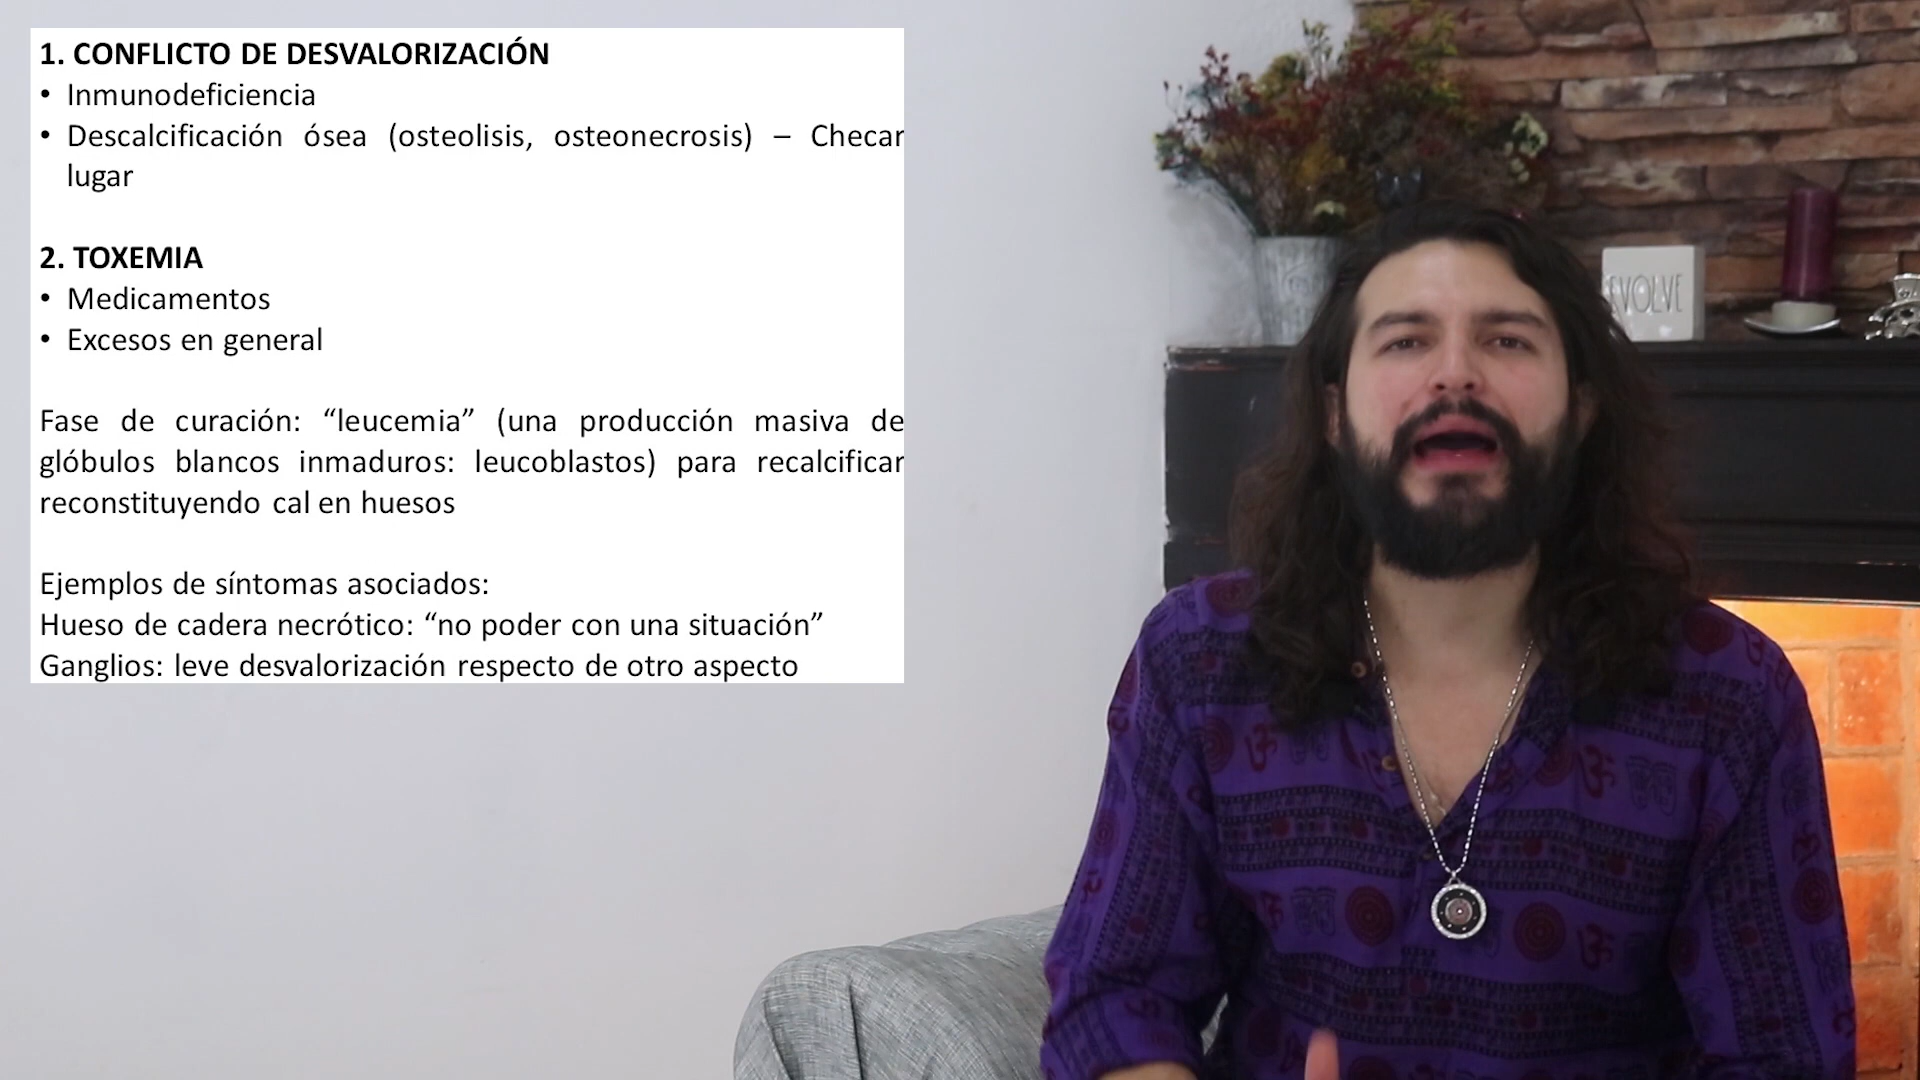 1. CONFLICTO DE DESVALORIZACIÓN
• Inmunodeficiencia
• Descalcificación ósea (osteolisis, osteonecrosis) – Checar
lugar
2. TOXEMIA
• Medicamentos
• Excesos en general
Fase de curación: “leucemia” (una producción masiva de
glóbulos blancos inmaduros: leucoblastos) para recalcificar
reconstituyendo cal en huesos
Ejemplos de síntomas asociados:
Hueso de cadera necrótico: “no poder con una situación”
Ganglios: leve desvalorización respecto de otro aspecto
EVOLVE